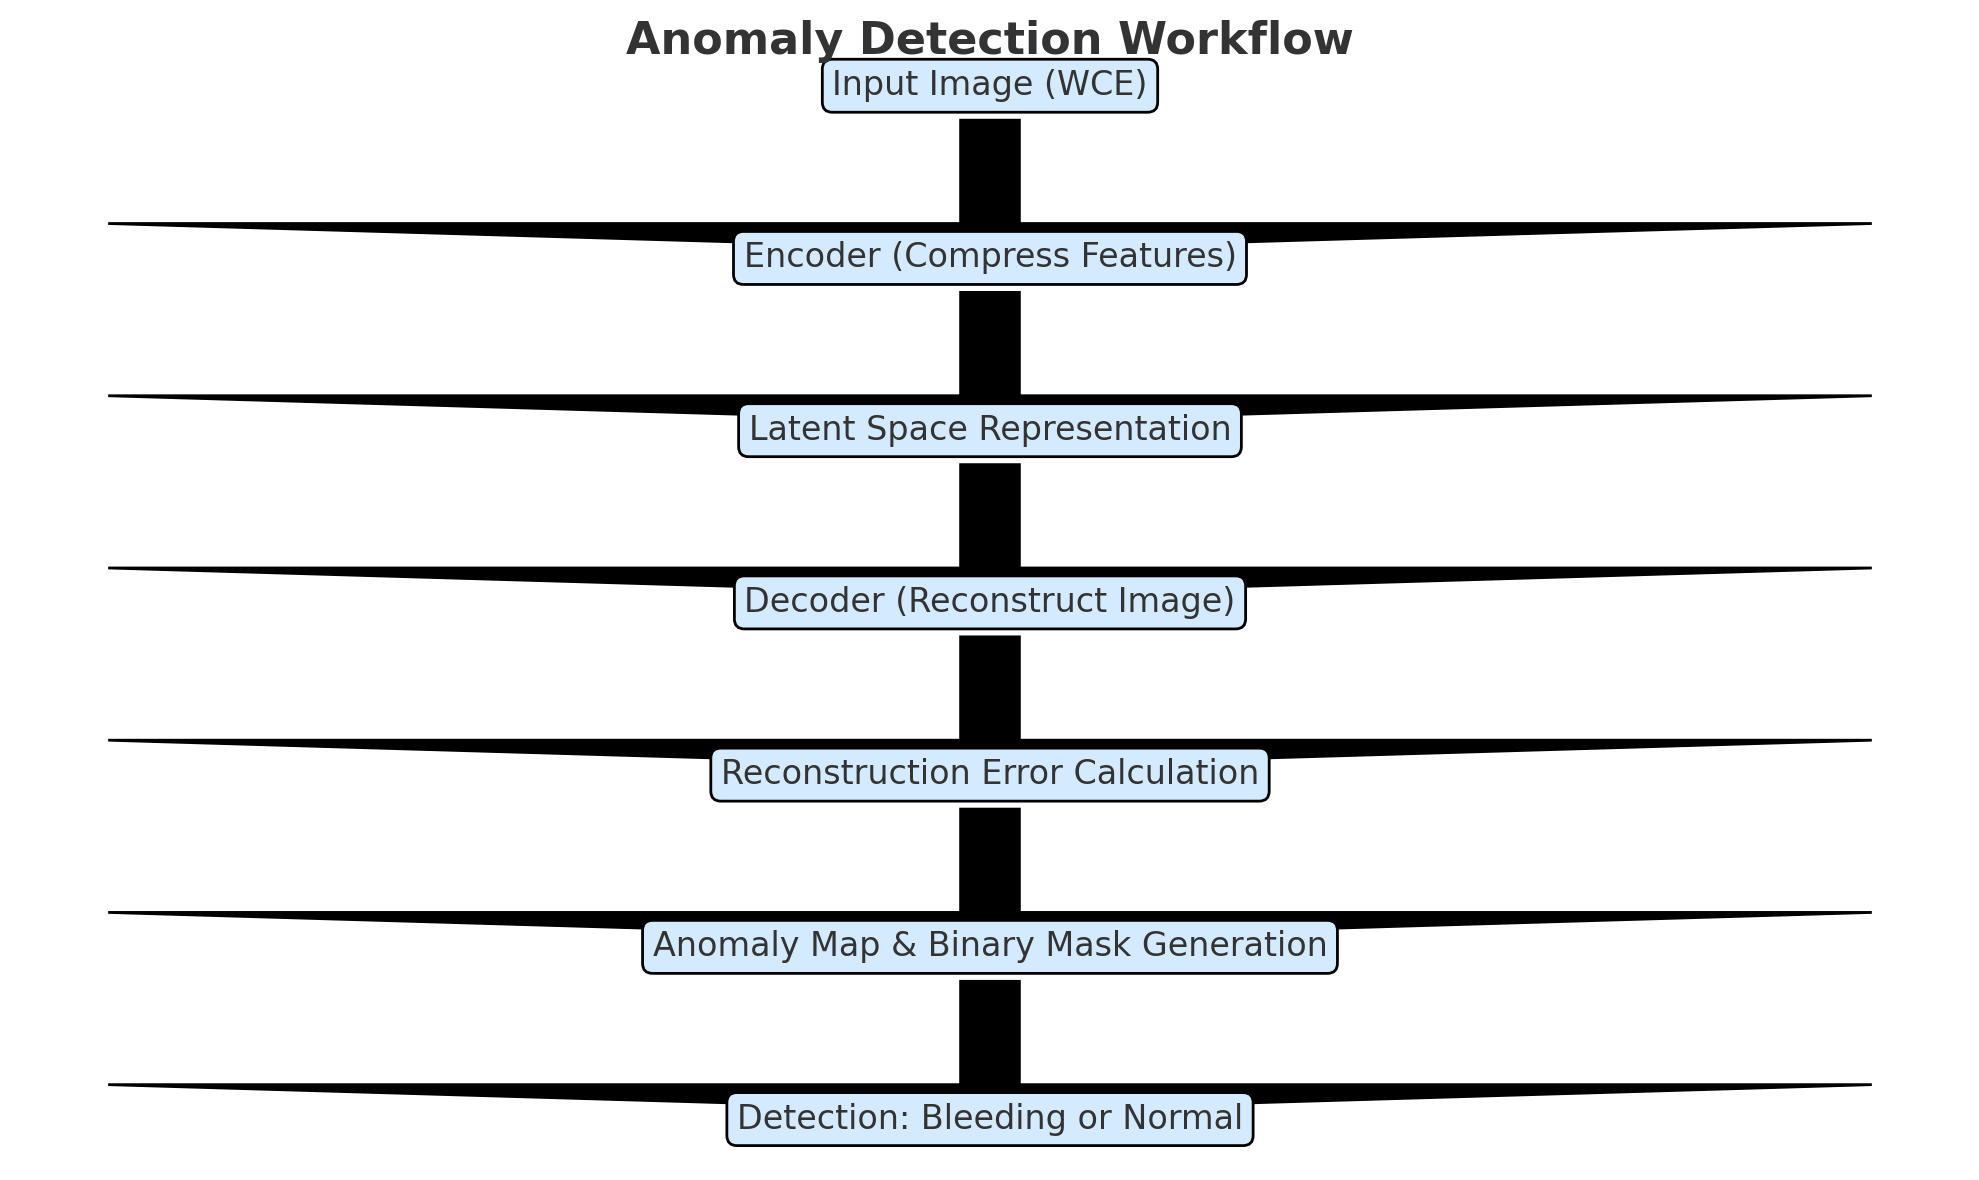 Anomaly Detection Workflow
Input Image (WCE)
Encoder (Compress Features)
Latent Space Representation
Decoder (Reconstruct Image)
Reconstruction Error Calculation
Anomaly Map & Binary Mask Generation
Detection: Bleeding or Normal